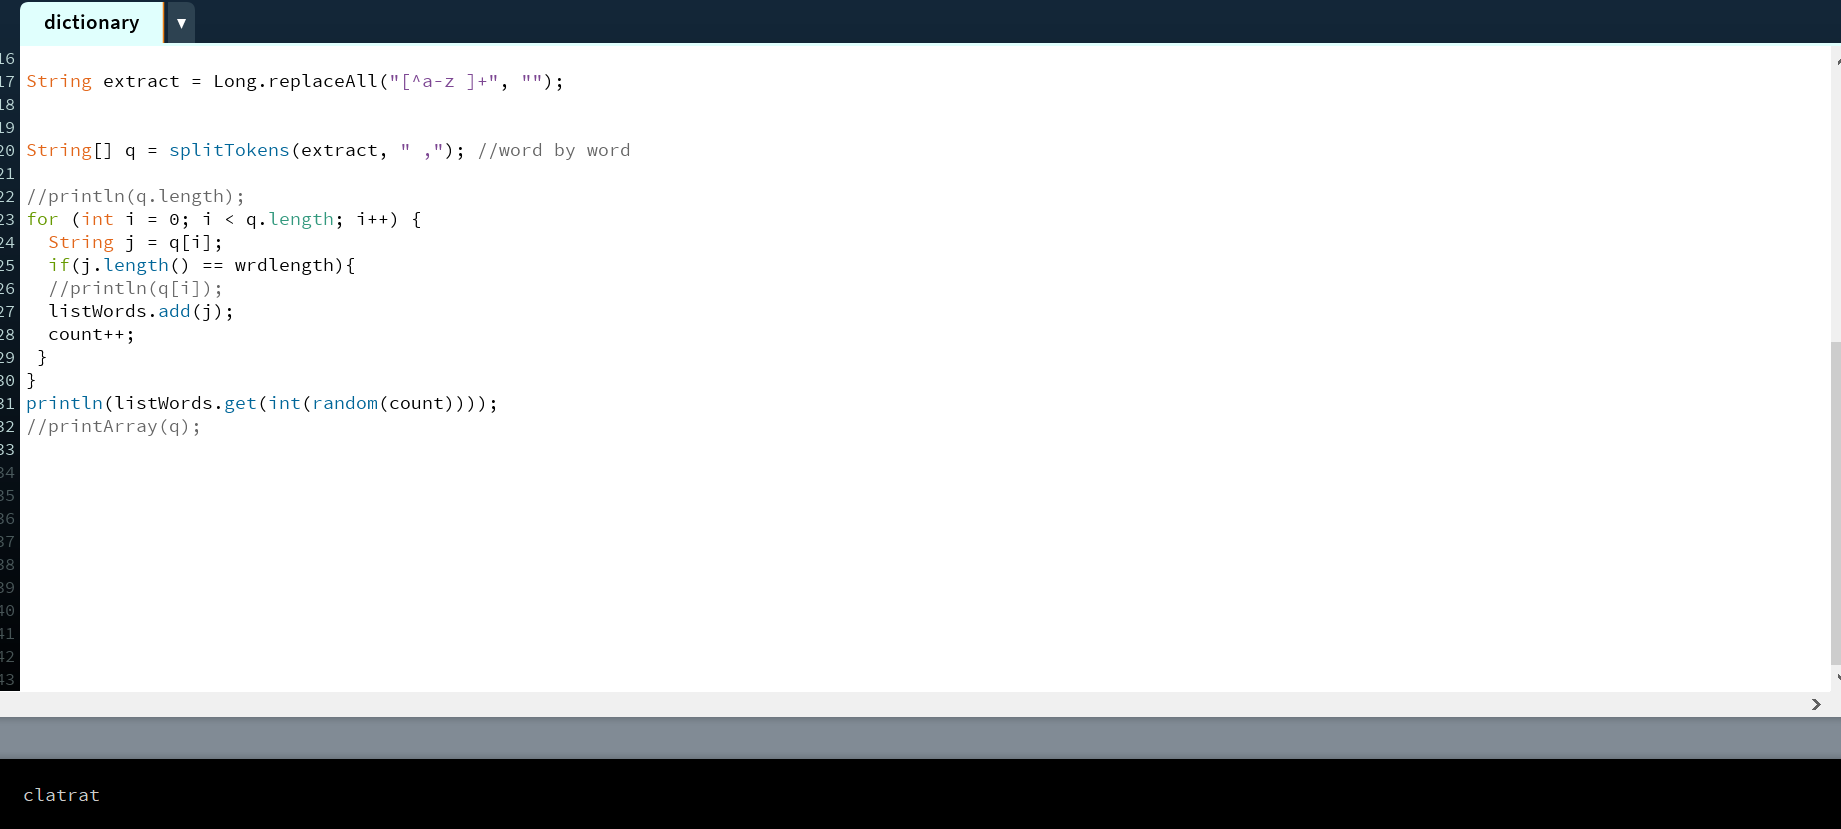 dictionary ▼
16
17 String extract = Long.replaceAll("[^a-z ]+", "");
18
19
20 String[] q = splitTokens(extract, " ,"); //word by word
21
22 //println(q.length);
23 for (int i = 0; i < q.length; i++) {
24   String j = q[i];
25   if(j.length() == wrdlength){
26   //println(q[i]);
27   listWords.add(j);
28   count++;
29  }
30 }
31 println(listWords.get(int(random(count))));
32 //printArray(q);
33
34
35
36
37
38
39
40
41
42
43
clatrat